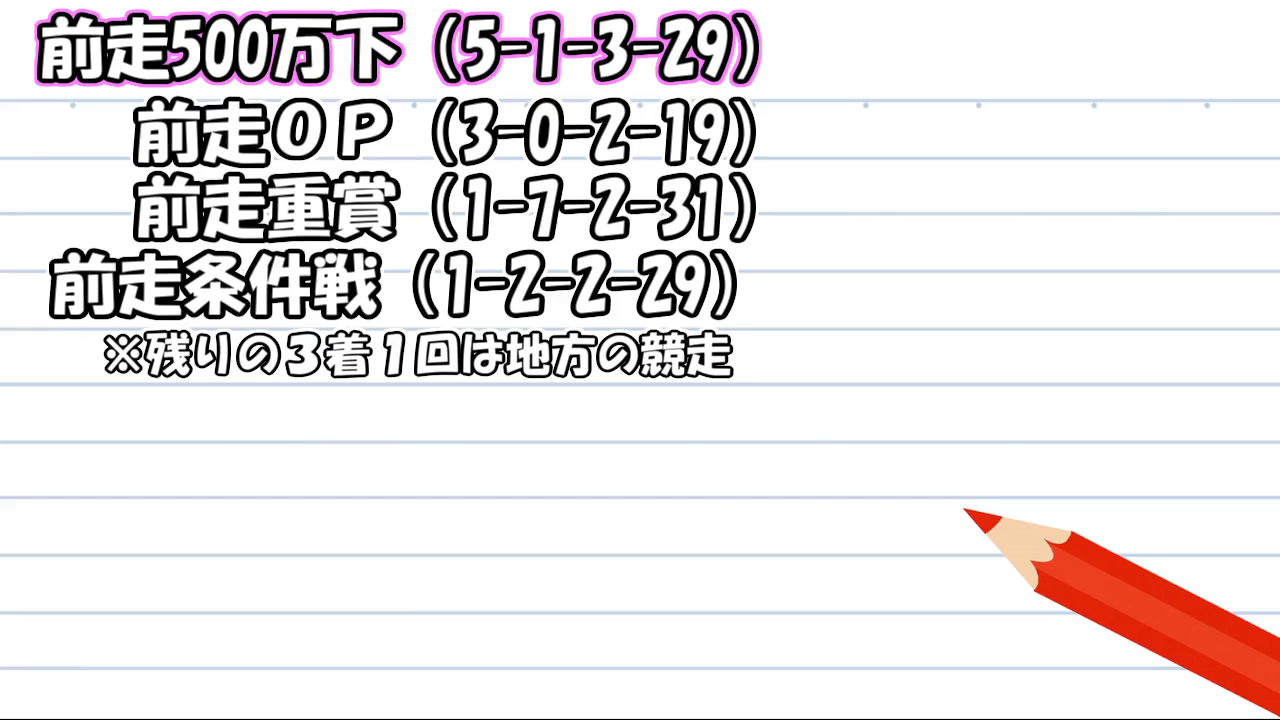 前走500万下（5-1-3-29）
前走ＯＰ（3-0-2-19）
前走重賞（1-7-2-31）
前走条件戦（1-2-2-29）
※残りの３着１回は地方の競走